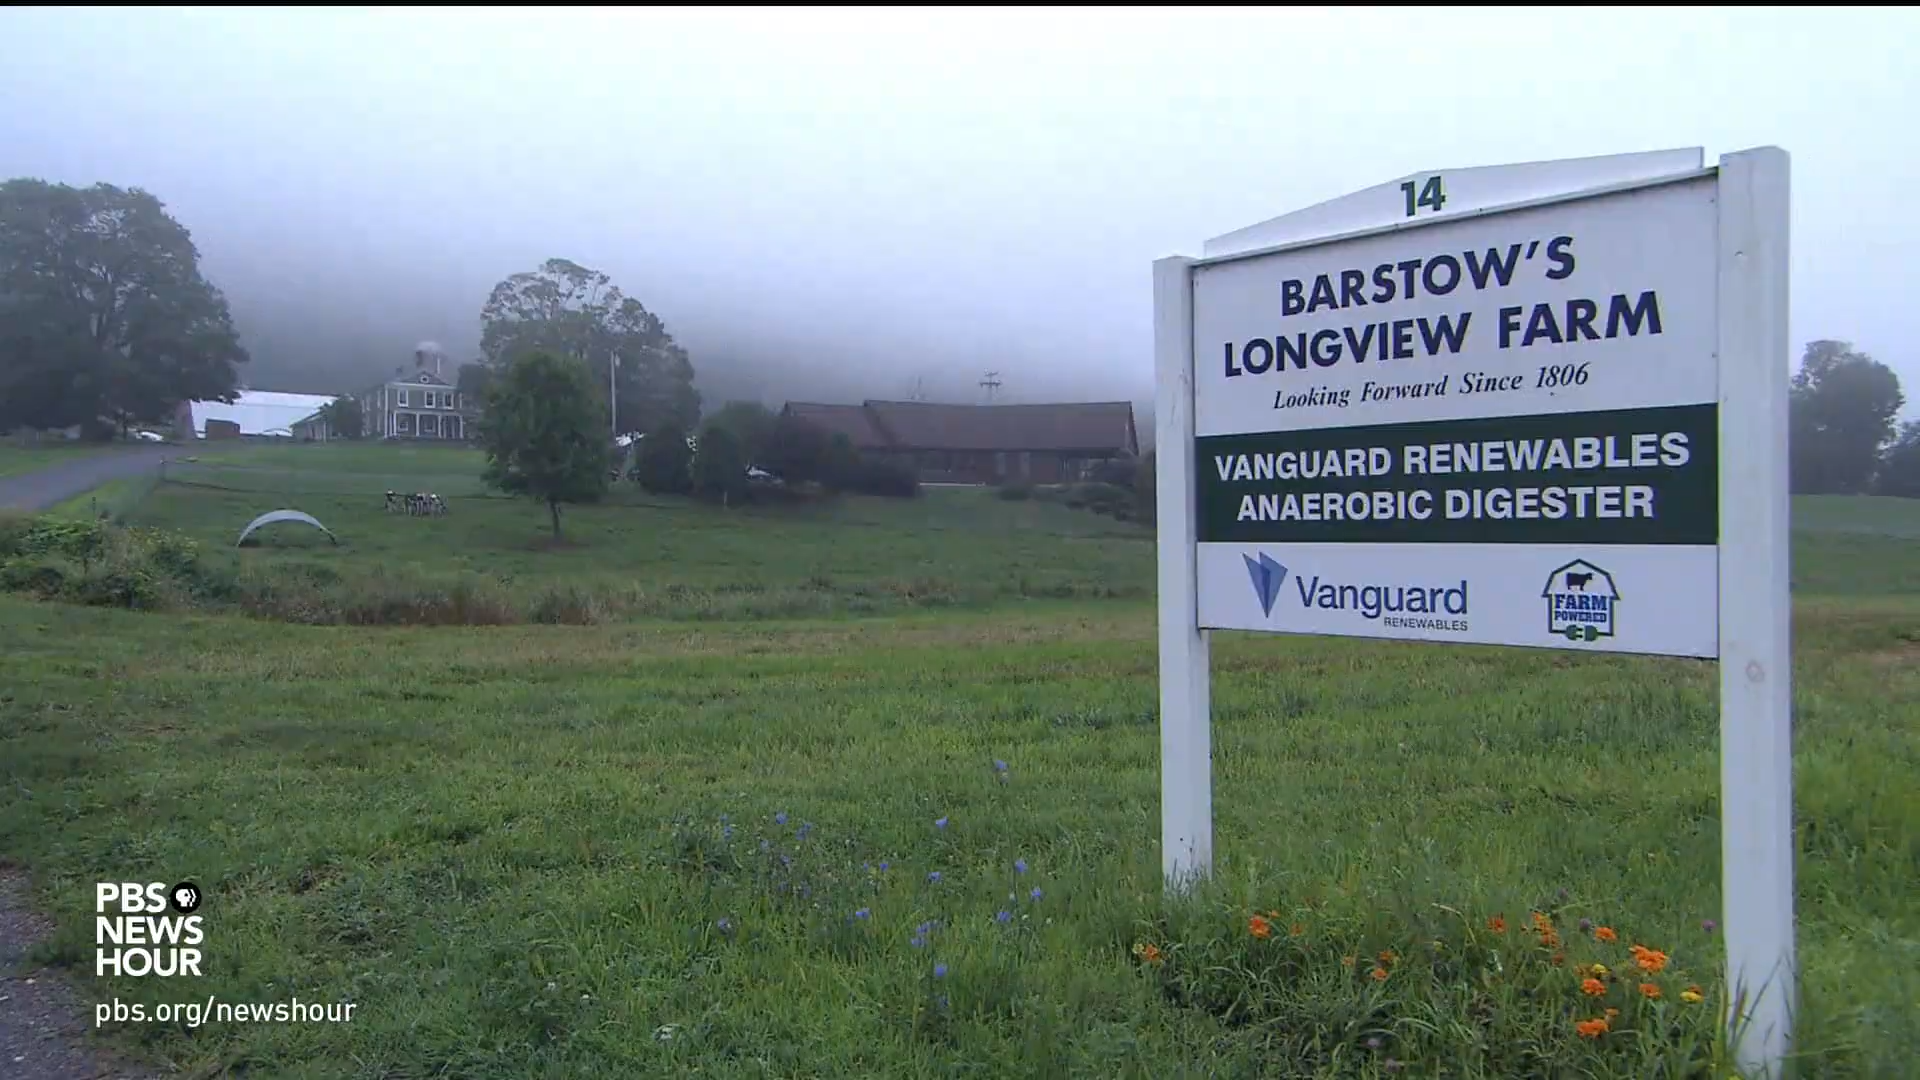 14
BARSTOW'S
LONGVIEW FARM
Looking Forward Since 1806
VANGUARD RENEWABLES
ANAEROBIC DIGESTER
Vanguard
RENEWABLES
FARM
POWERED
PBS
NEWS
HOUR
pbs.org/newshour